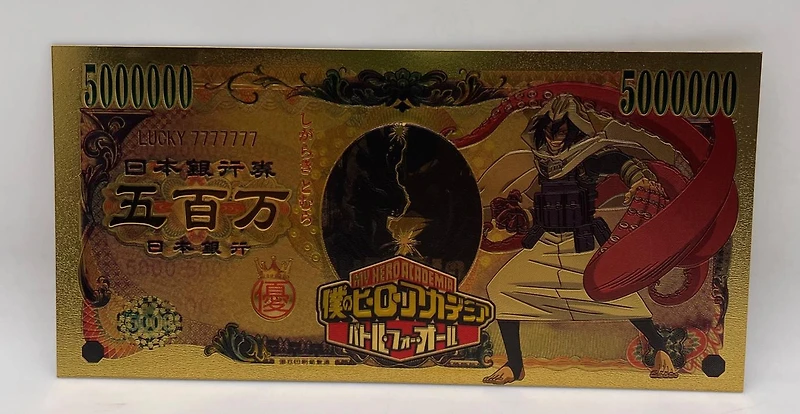 5000000
5000000
LUCKY 7777777
日本銀行券
五百万
日本銀行
しがらきとむら
優
MY HERO ACADEMIA
僕のヒーローアカデミア
バトル・フォー・オール